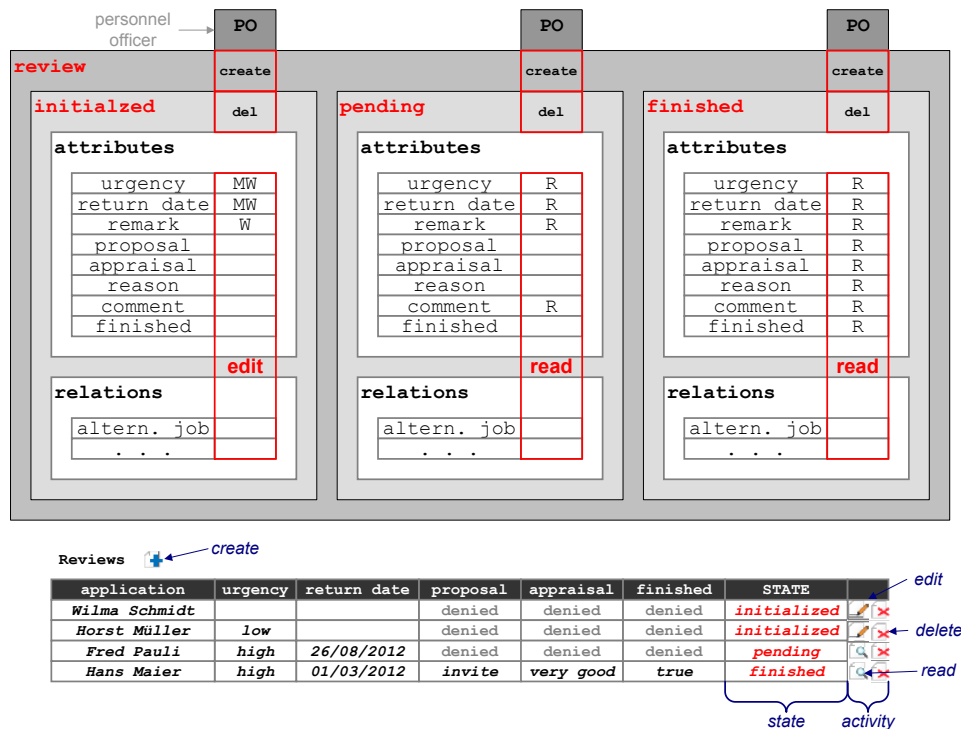 personnel officer
PO PO PO
review create create create
initialzed del pending del finished del
attributes attributes attributes
urgency MW urgency R urgency R
return date MW return date R return date R
remark W remark R remark R
proposal proposal proposal R
appraisal appraisal appraisal R
reason reason reason R
comment comment R comment R
finished finished finished R
edit read read
relations relations relations
altern. job altern. job altern. job
. . . . . . . . .
create
Reviews
edit
application urgency return date proposal appraisal finished STATE
Wilma Schmidt denied denied denied initialized
Horst Müller low denied denied denied initialized
delete
Fred Pauli high 26/08/2012 denied denied denied pending
Hans Maier high 01/03/2012 invite very good true finished
read
state activity